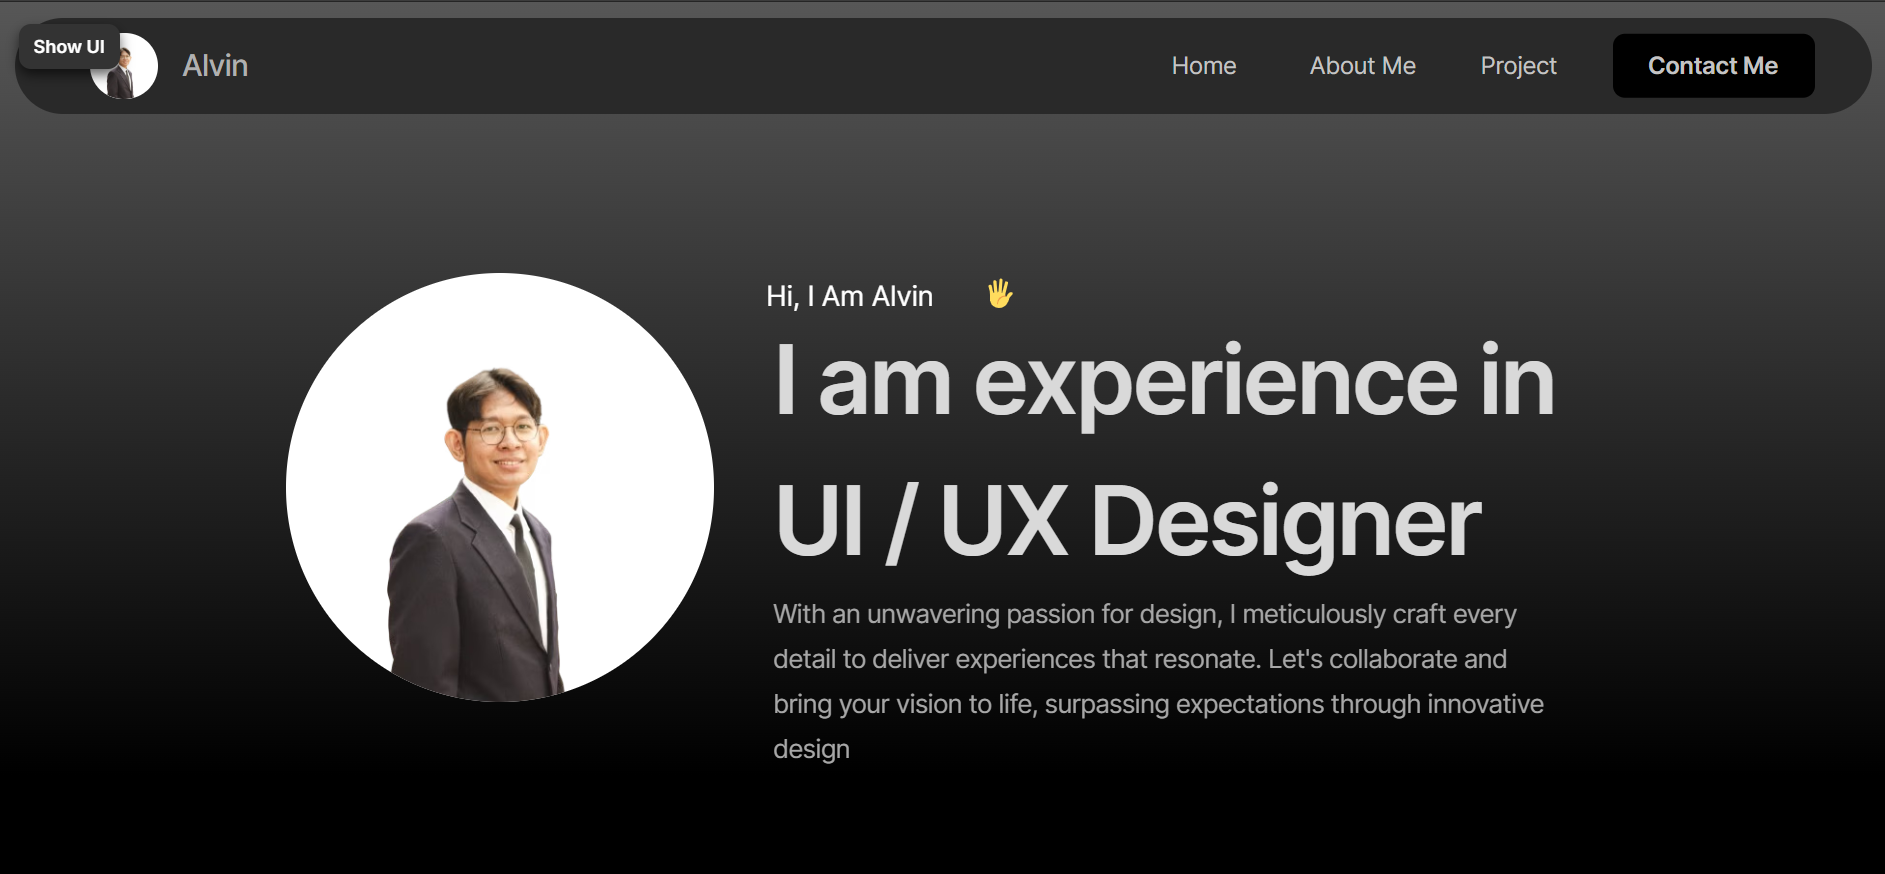 Show UI
Alvin
Home
About Me
Project
Contact Me
Hi, I Am Alvin 🖐
I am experience in
UI / UX Designer
With an unwavering passion for design, I meticulously craft every
detail to deliver experiences that resonate. Let's collaborate and
bring your vision to life, surpassing expectations through innovative
design